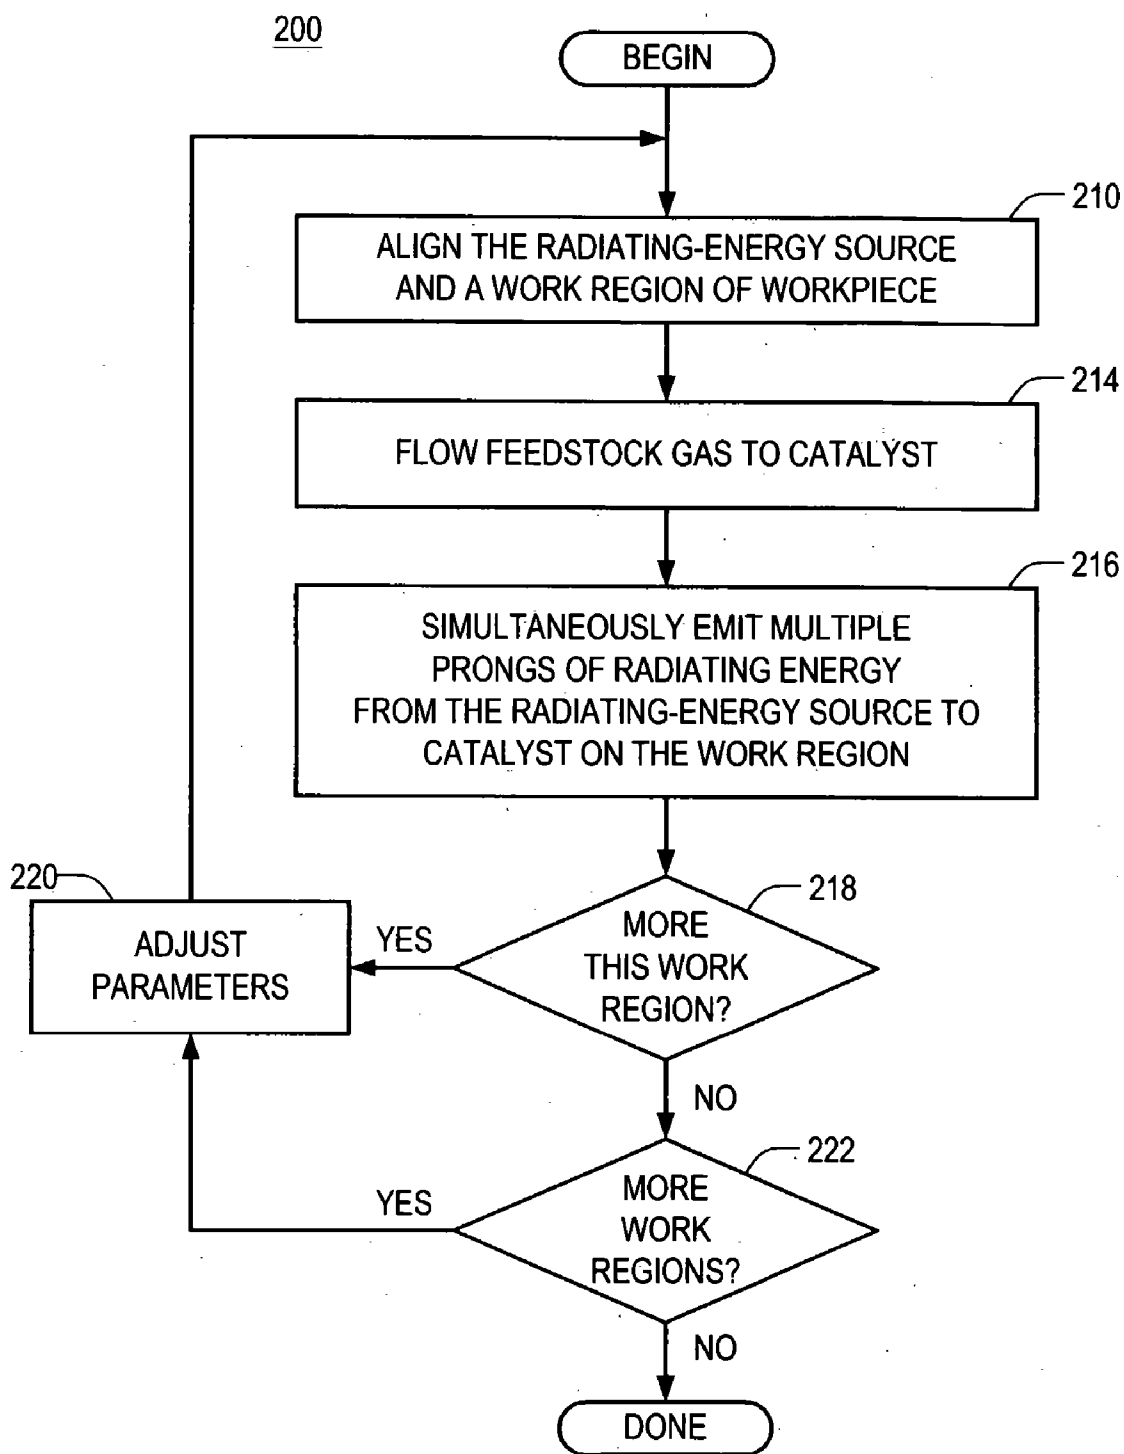 200
BEGIN
210
ALIGN THE RADIATING-ENERGY SOURCE
AND A WORK REGION OF WORKPIECE
214
FLOW FEEDSTOCK GAS TO CATALYST
216
SIMULTANEOUSLY EMIT MULTIPLE
PRONGS OF RADIATING ENERGY
FROM THE RADIATING-ENERGY SOURCE TO
CATALYST ON THE WORK REGION
218
MORE
THIS WORK
REGION?
YES
220
ADJUST
PARAMETERS
NO
222
MORE
WORK
REGIONS?
YES
NO
DONE